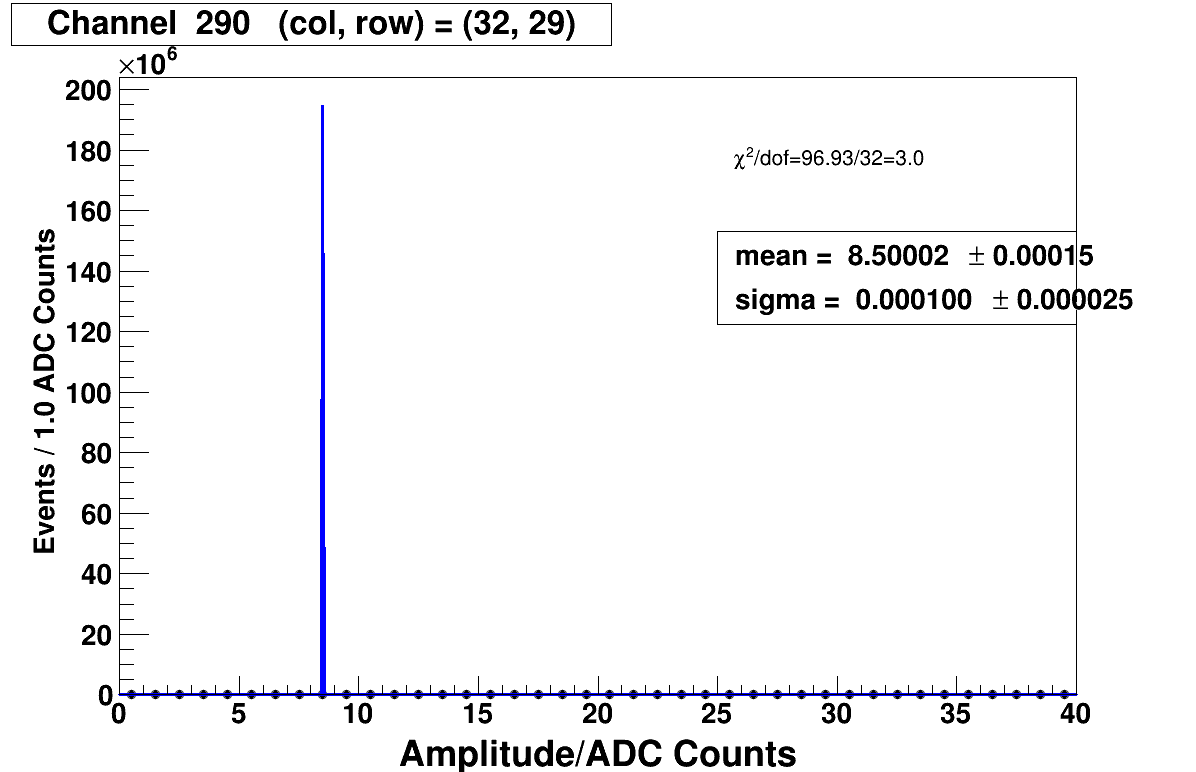 Channel 290 (col, row) = (32, 29)
×10⁶
200
180
160
140
120
100
80
60
40
20
0
Events / 1.0 ADC Counts
χ²/dof=96.93/32=3.0
mean = 8.50002 ± 0.00015
sigma = 0.000100 ± 0.000025
0 5 10 15 20 25 30 35 40
Amplitude/ADC Counts